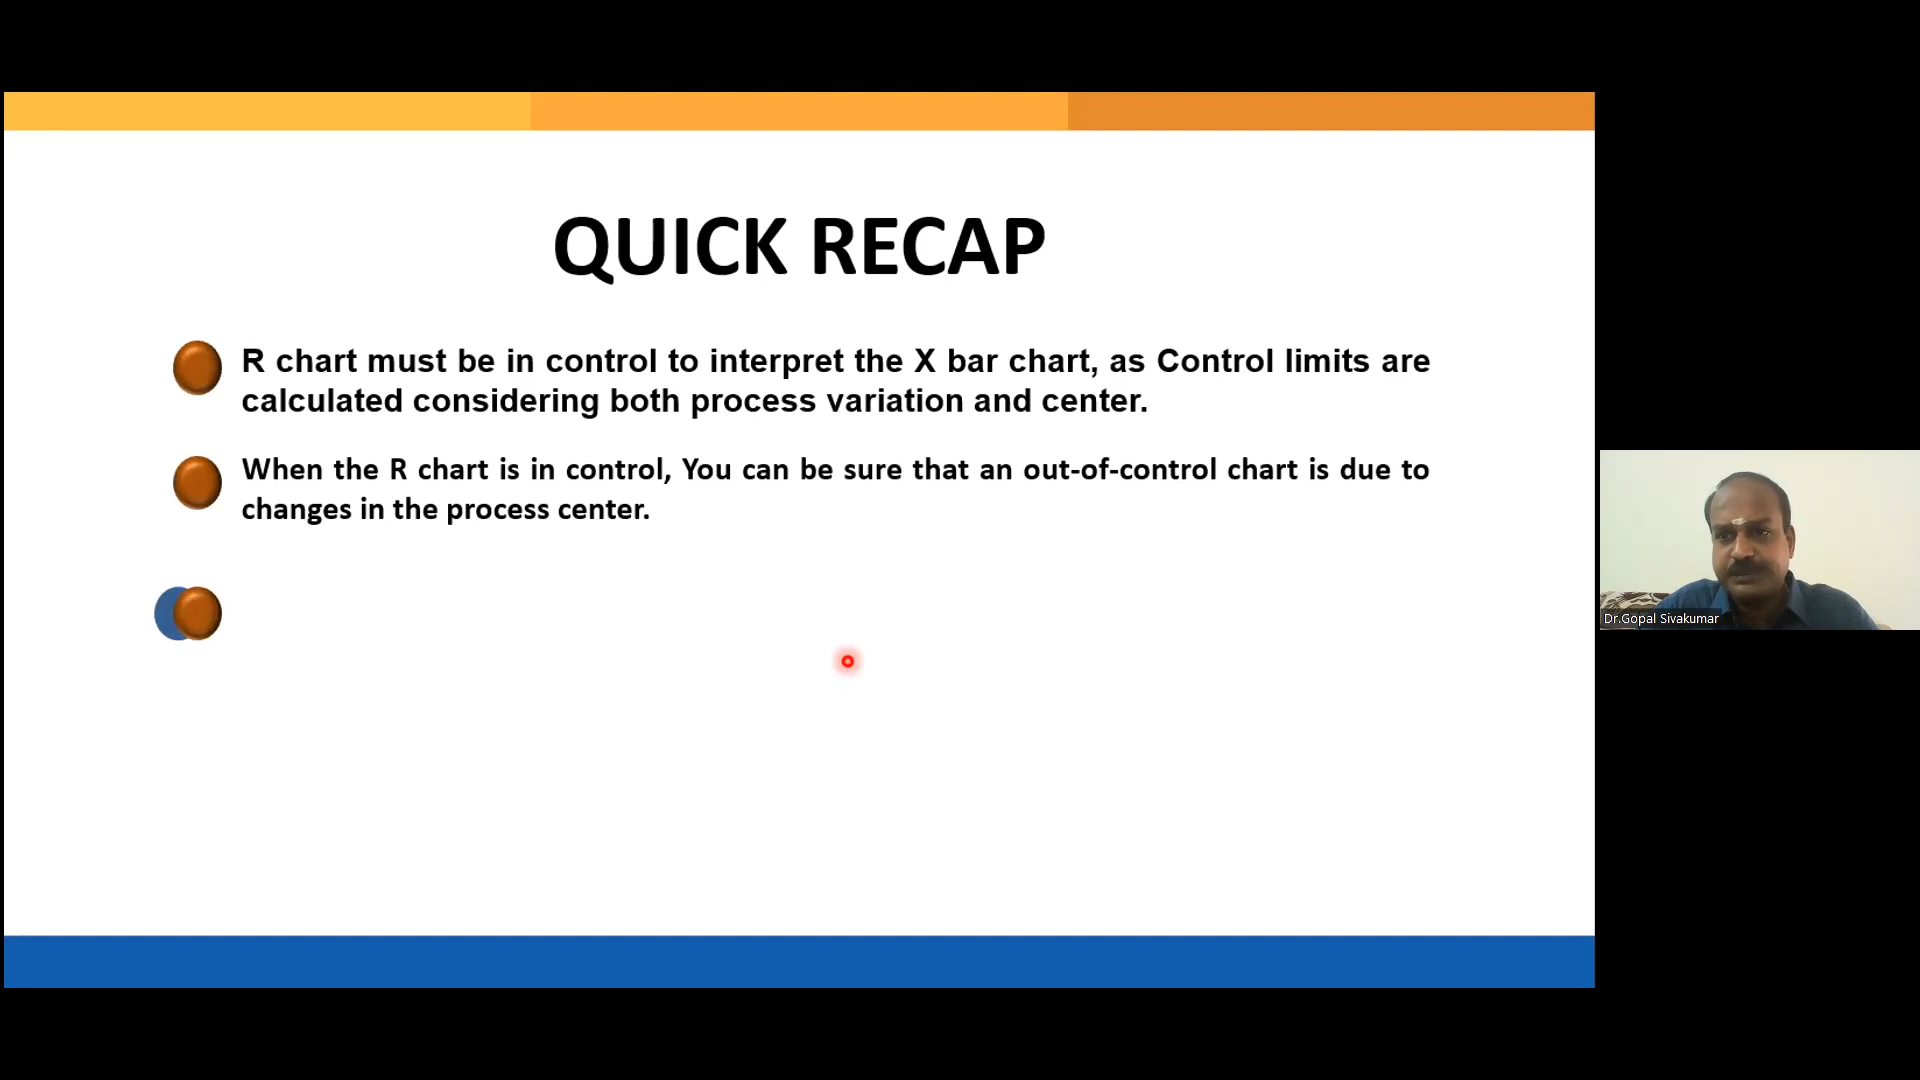 QUICK RECAP
R chart must be in control to interpret the X bar chart, as Control limits are
calculated considering both process variation and center.
When the R chart is in control, You can be sure that an out-of-control chart is due to
changes in the process center.
Dr.Gopal Sivakumar